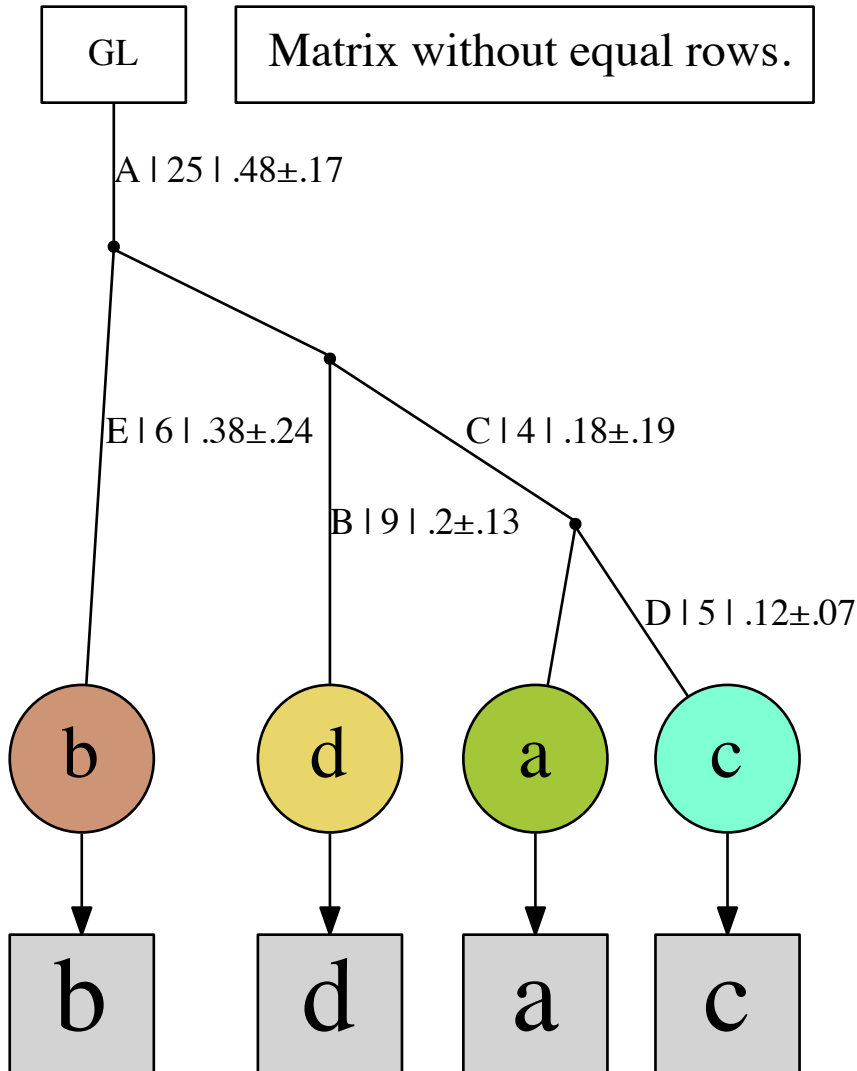 GL
Matrix without equal rows.
A | 25 | .48±.17
E | 6 | .38±.24
C | 4 | .18±.19
B | 9 | .2±.13
D | 5 | .12±.07
b
d
a
c
b
d
a
c